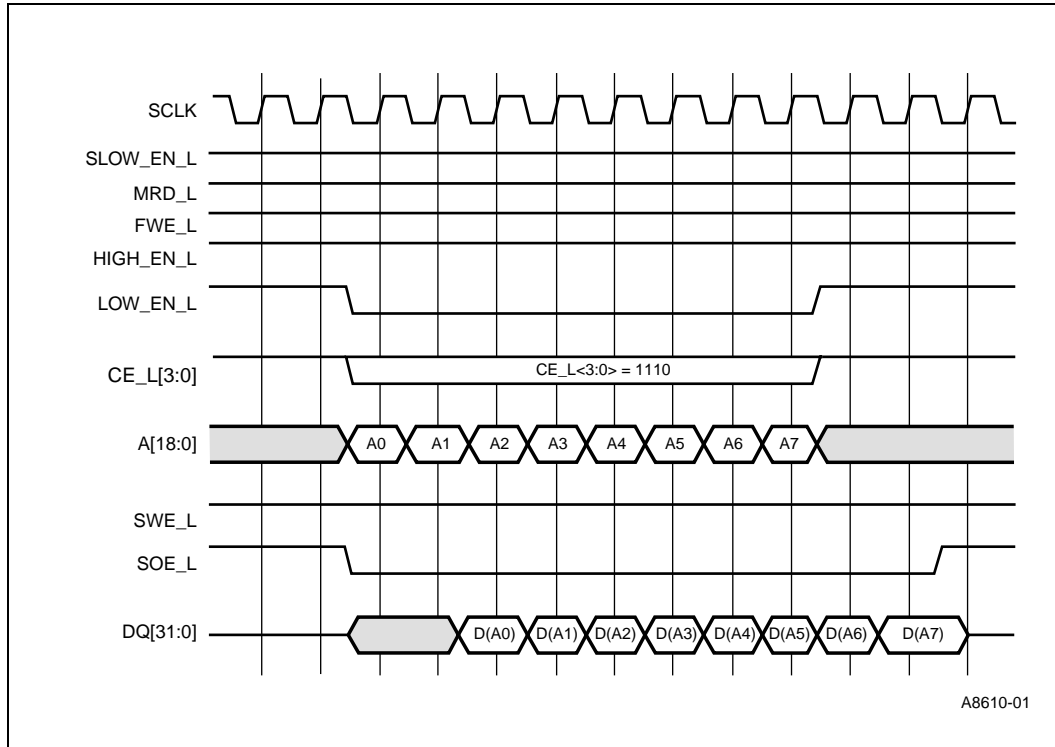 SCLK
SLOW_EN_L
MRD_L
FWE_L
HIGH_EN_L
LOW_EN_L
CE_L[3:0]
CE_L<3:0> = 1110
A[18:0]
A0 A1 A2 A3 A4 A5 A6 A7
SWE_L
SOE_L
DQ[31:0]
D(A0) D(A1) D(A2) D(A3) D(A4) D(A5) D(A6) D(A7)
A8610-01